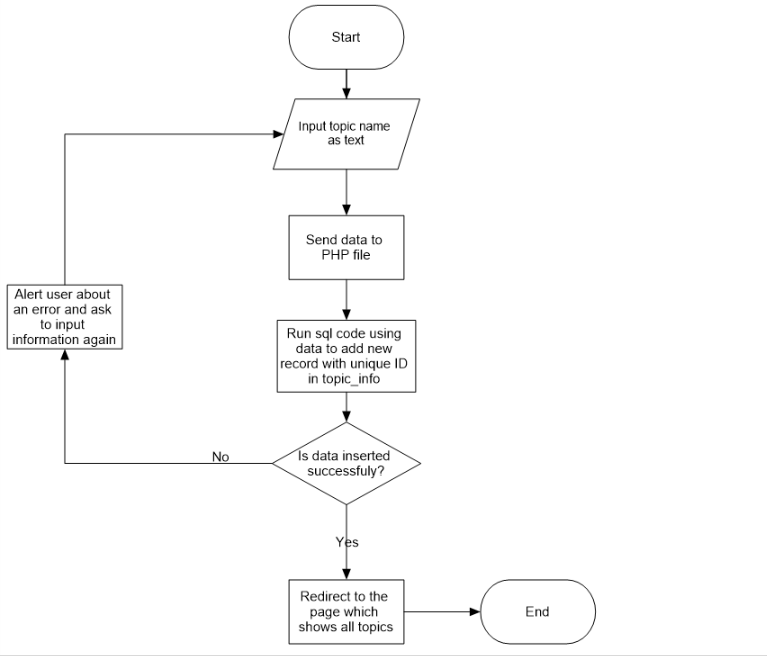 Start
Input topic name
as text
Send data to
PHP file
Alert user about
an error and ask
to input
information again
Run sql code using
data to add new
record with unique ID
in topic_info
Is data inserted
successfuly?
No
Yes
Redirect to the
page which
shows all topics
End